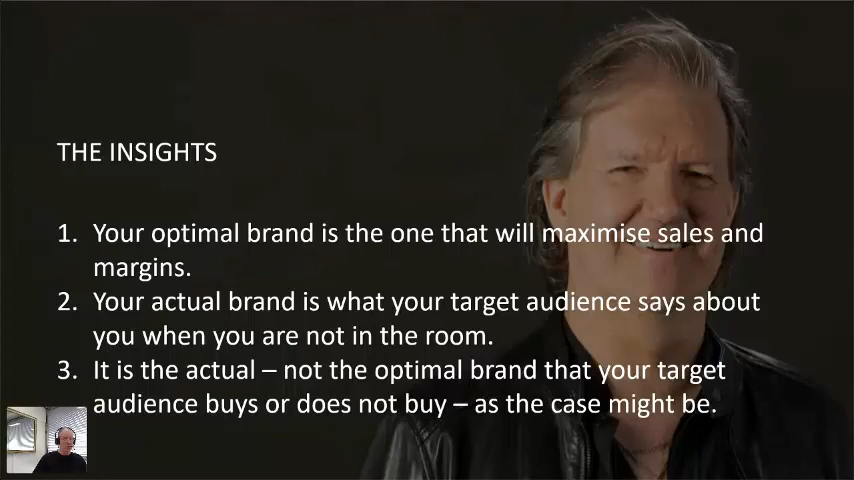 THE INSIGHTS
1. Your optimal brand is the one that will maximise sales and
margins.
2. Your actual brand is what your target audience says about
you when you are not in the room.
3. It is the actual – not the optimal brand that your target
audience buys or does not buy – as the case might be.